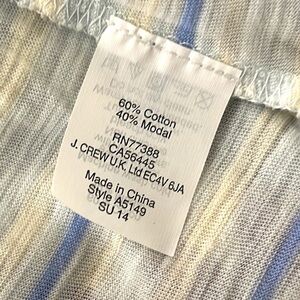 60% Cotton
40% Modal
RN77388
CA56445
J. CREW U.K. Ltd EC4V 6JA
Made in China
Style A5149
SU 14